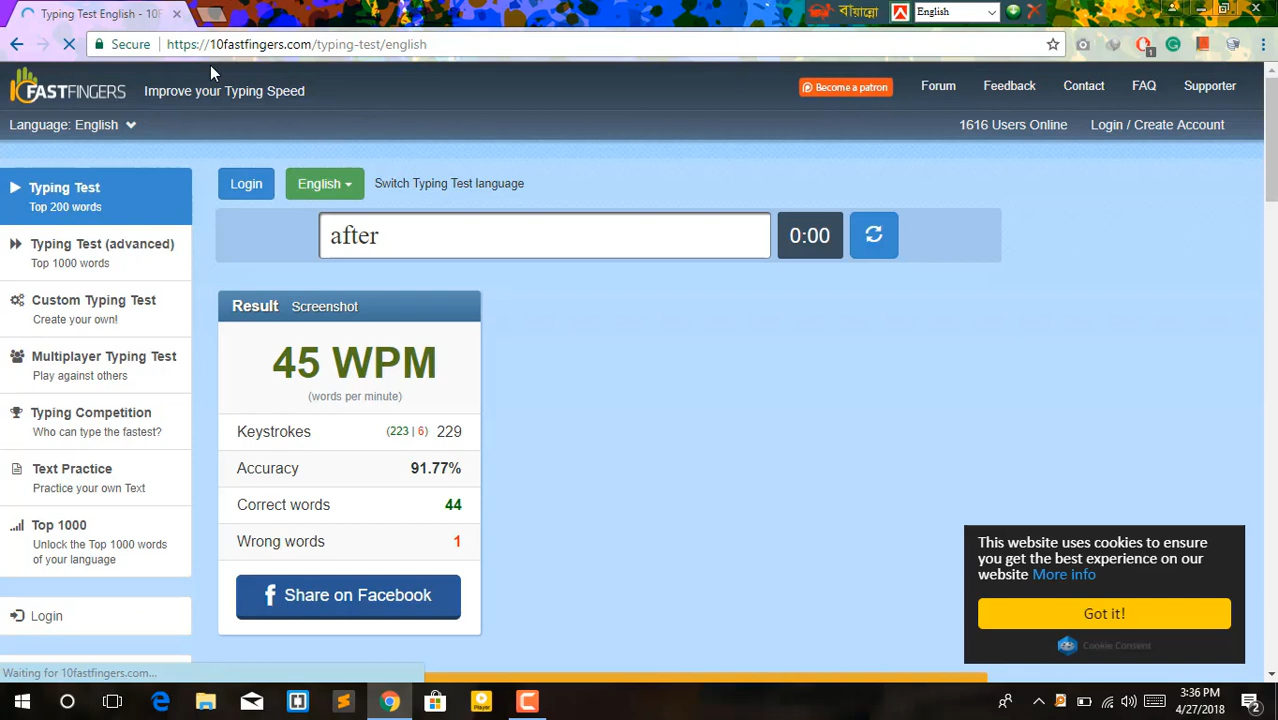 Typing Test English - 10
বায়ান্নো
English
Secure
https://10fastfingers.com/typing-test/english
1
10FASTFINGERS
Improve your Typing Speed
Become a patron
Forum
Feedback
Contact
FAQ
Supporter
Language: English
1616 Users Online
Login / Create Account
Typing Test
Top 200 words
Typing Test (advanced)
Top 1000 words
Custom Typing Test
Create your own!
Multiplayer Typing Test
Play against others
Typing Competition
Who can type the fastest?
Text Practice
Practice your own Text
Top 1000
Unlock the Top 1000 words
of your language
Login
Login
English
Switch Typing Test language
after
0:00
Result
Screenshot
45 WPM
(words per minute)
Keystrokes
(223 | 6) 229
Accuracy
91.77%
Correct words
44
Wrong words
1
Share on Facebook
This website uses cookies to ensure
you get the best experience on our
website More info
Got it!
Cookie Consent
Waiting for 10fastfingers.com...
Player
3:36 PM
4/27/2018
2